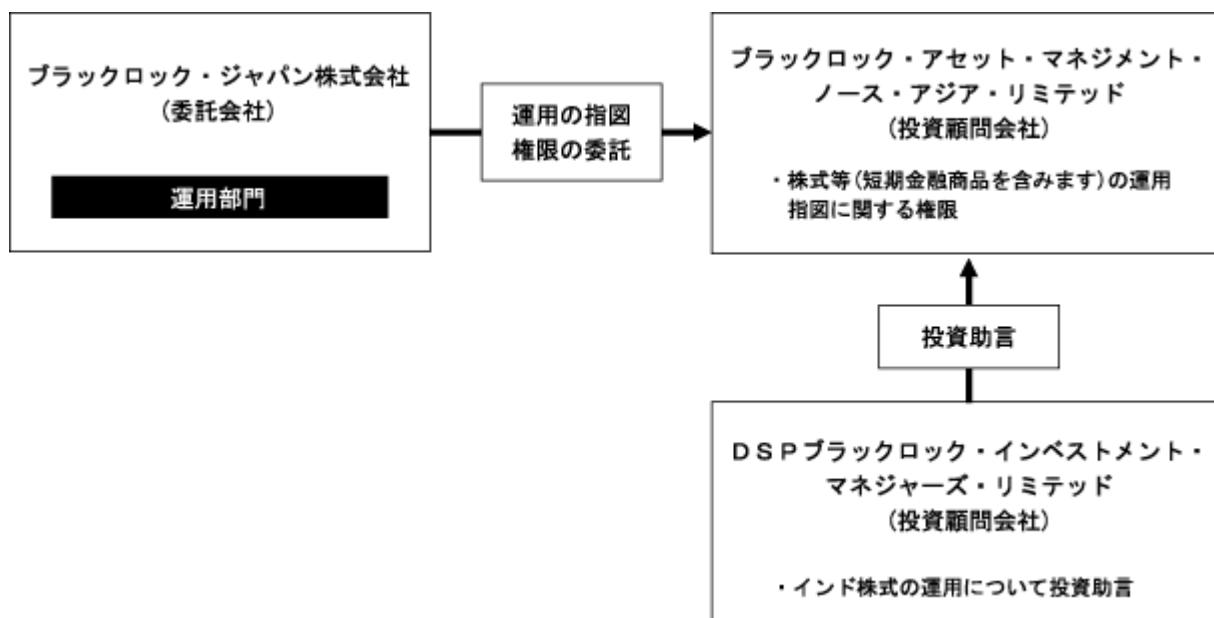 ブラックロック・ジャパン株式会社
(委託会社)
運用部門
運用の指図
権限の委託
ブラックロック・アセット・マネジメント・
ノース・アジア・リミテッド
(投資顧問会社)
・株式等(短期金融商品を含みます)の運用
指図に関する権限
投資助言
DSPブラックロック・インベストメント・
マネジャーズ・リミテッド
(投資顧問会社)
・インド株式の運用について投資助言